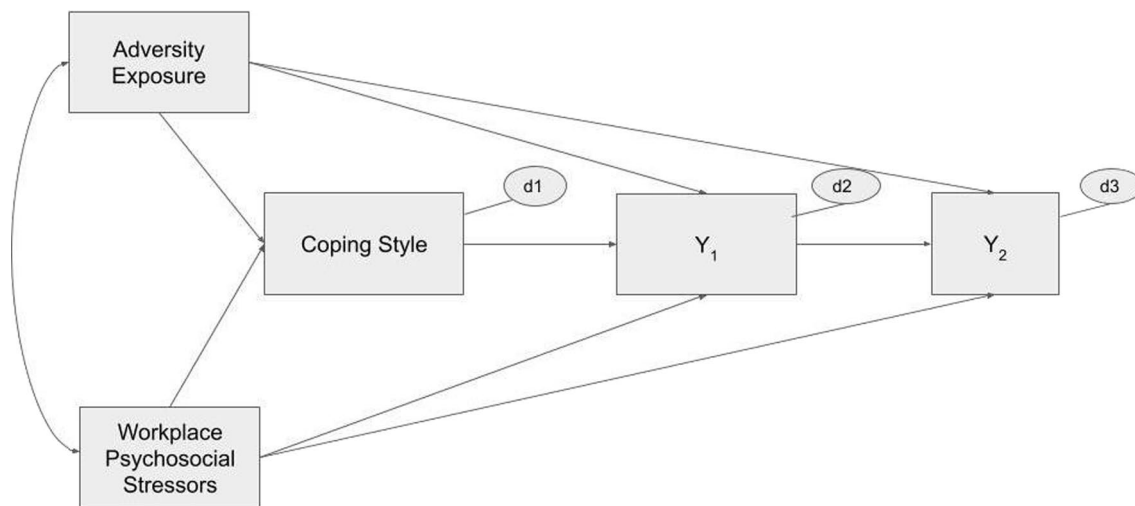 Adversity
Exposure
d1
d2
d3
Coping Style
Y₁
Y₂
Workplace
Psychosocial
Stressors